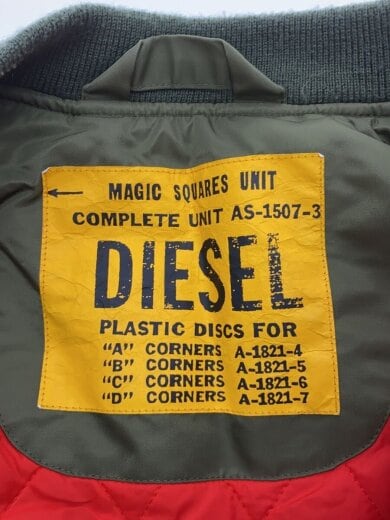 MAGIC SQUARES UNIT
COMPLETE UNIT AS-1507-3
DIESEL
PLASTIC DISCS FOR
"A" CORNERS A-1821-4
"B" CORNERS A-1821-5
"C" CORNERS A-1821-6
"D" CORNERS A-1821-7